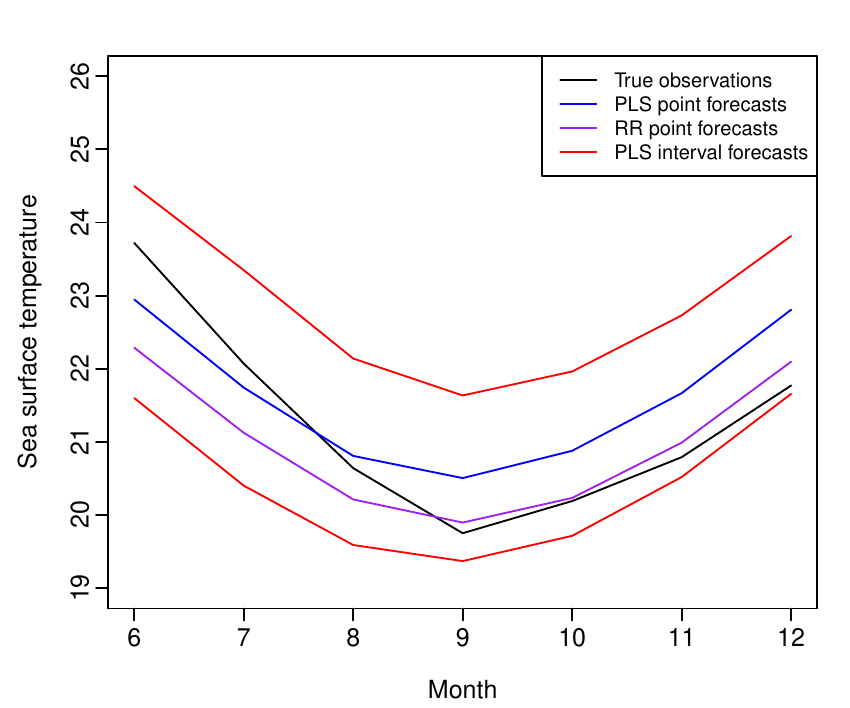 True observations
PLS point forecasts
RR point forecasts
PLS interval forecasts
Sea surface temperature
26
25
24
23
22
21
20
19
6 7 8 9 10 11 12
Month